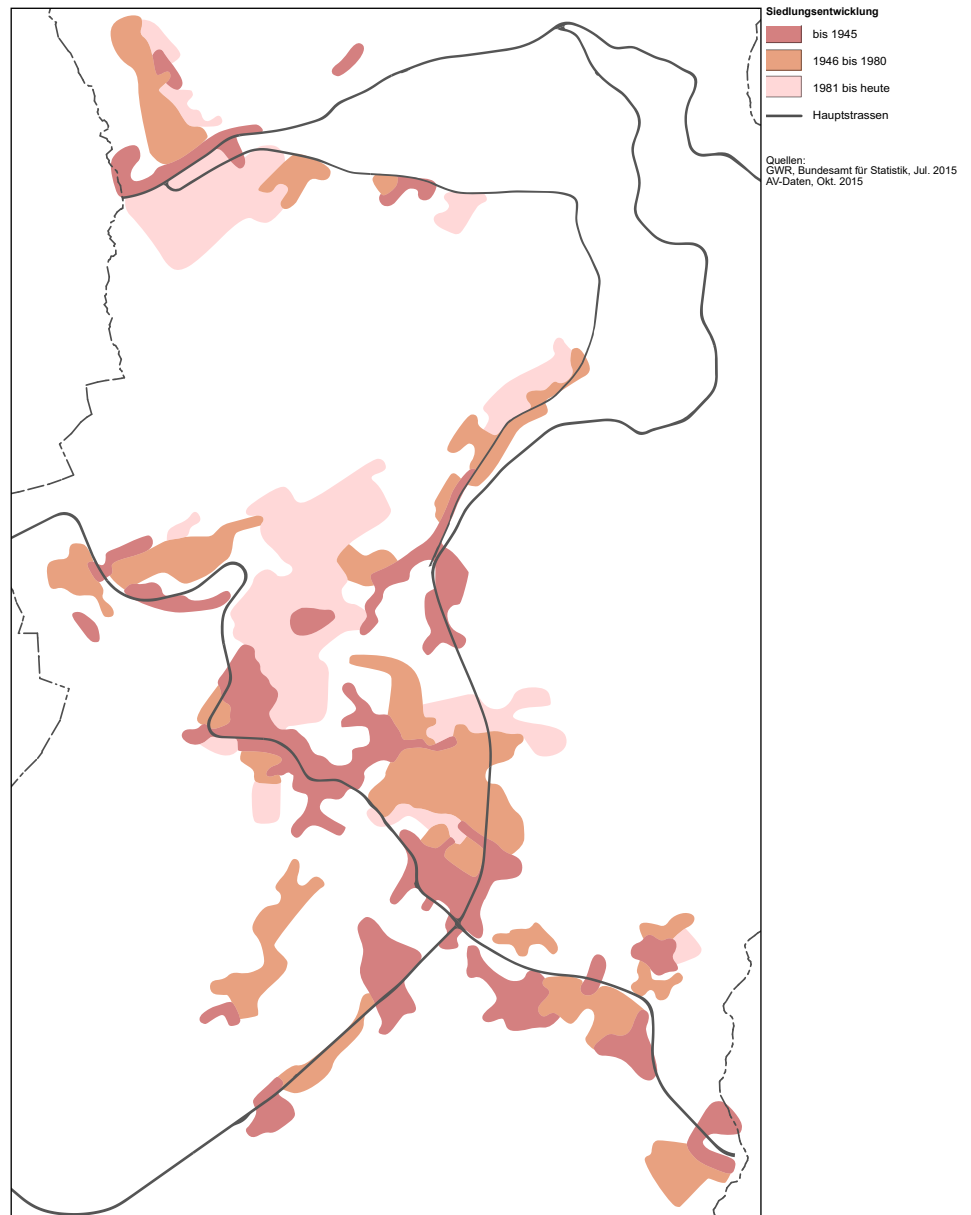 Siedlungsentwicklung
bis 1945
1946 bis 1980
1981 bis heute
Hauptstrassen
Quellen:
GWR, Bundesamt für Statistik, Jul. 2015
AV-Daten, Okt. 2015